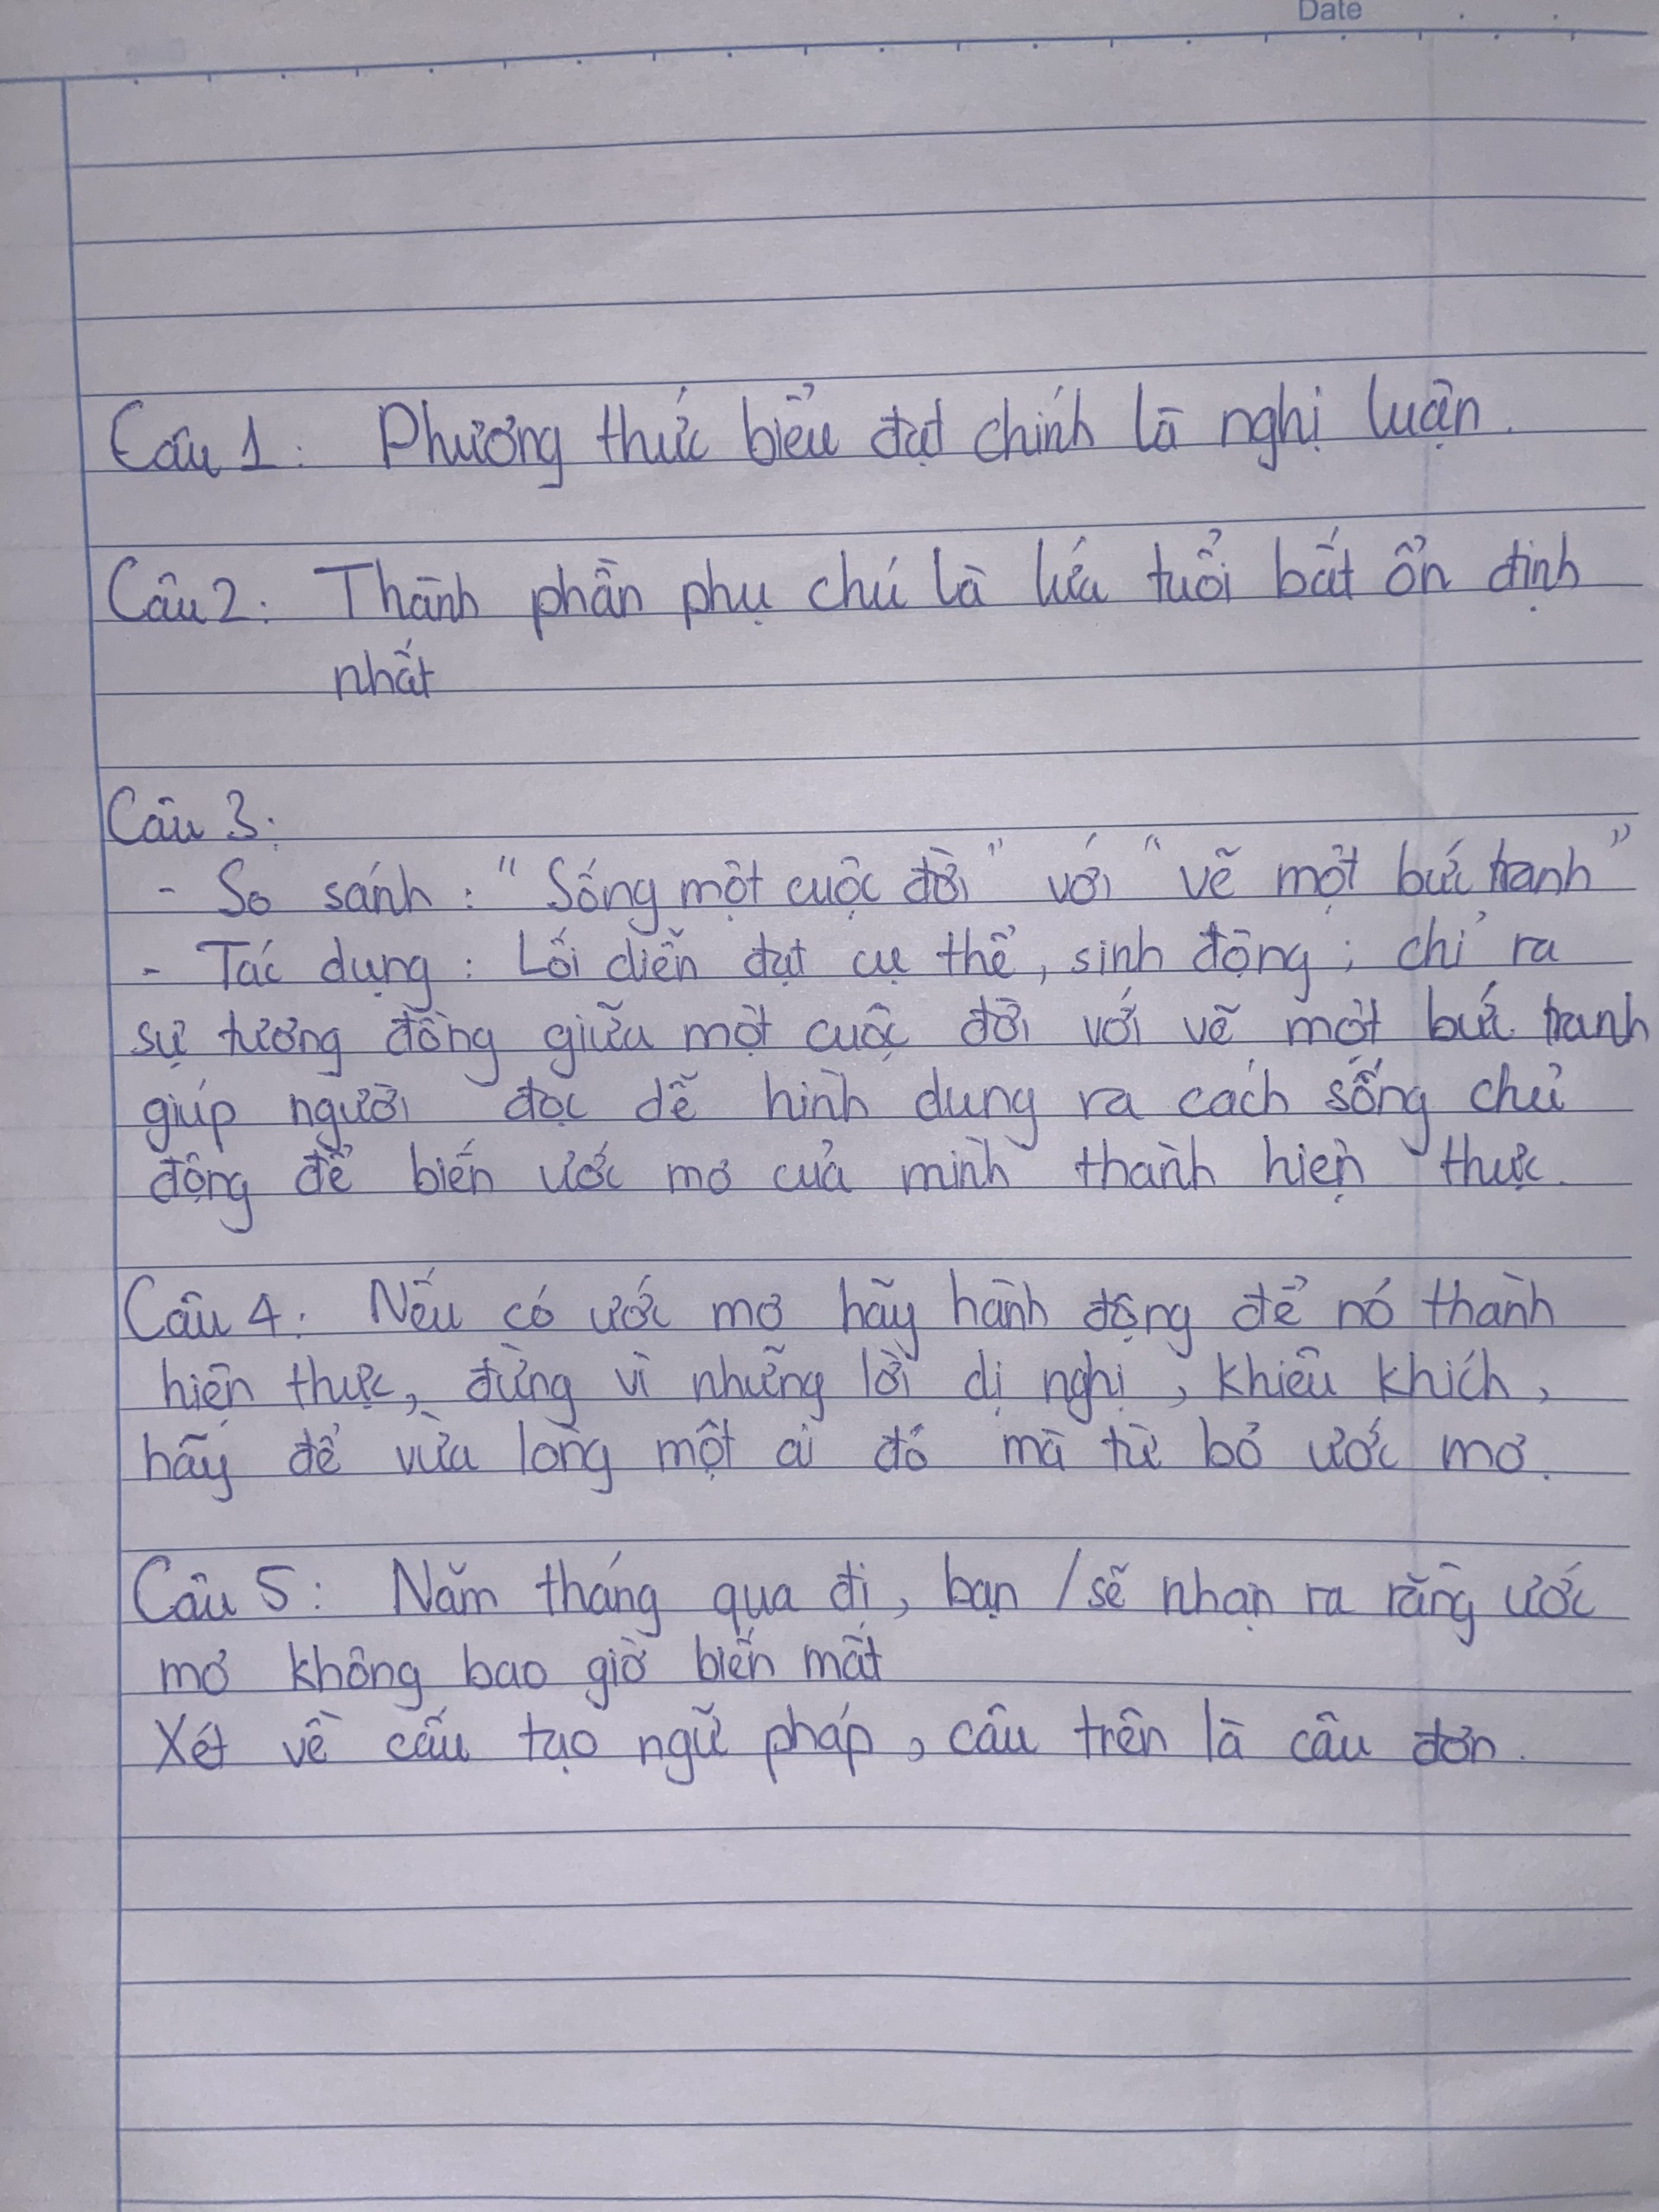 Date
Câu 1: Phương thức biểu đạt chính là nghị luận.
Câu 2: Thành phần phụ chú là lứa tuổi bất ổn định
nhất
Câu 3:
- So sánh : "Sống một cuộc đời" với "vẽ một bức tranh"
- Tác dụng : Lối diễn đạt cụ thể, sinh động; chỉ ra
sự tương đồng giữa một cuộc đời với vẽ một bức tranh
giúp người đọc dễ hình dung ra cách sống chủ
động để biến ước mơ của mình thành hiện thực.
Câu 4: Nếu có ước mơ hãy hành động để nó thành
hiện thực, đừng vì những lời dị nghị, khiêu khích,
hãy để vừa lòng một ai đó mà từ bỏ ước mơ.
Câu 5: Năm tháng qua đi, bạn / sẽ nhận ra rằng ước
mơ không bao giờ biến mất
Xét về cấu tạo ngữ pháp, câu trên là câu đơn.